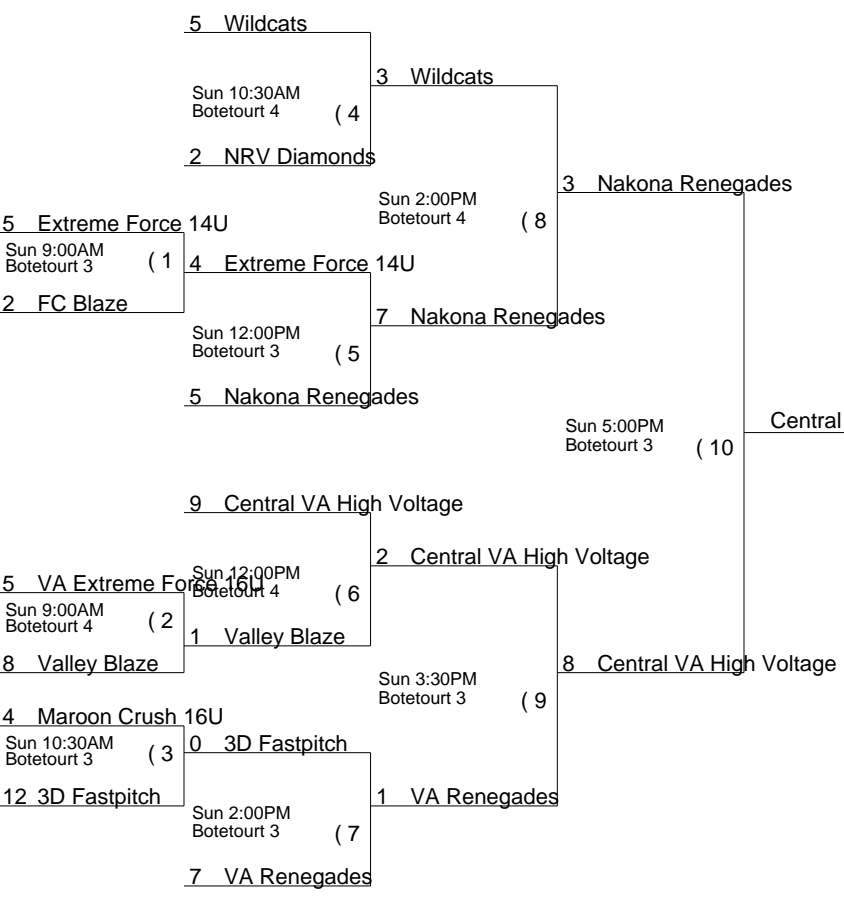 5 Wildcats
Sun 10:30AM
Botetourt 4
( 4
2 NRV Diamonds
3 Wildcats
Sun 2:00PM
Botetourt 4
( 8
5 Extreme Force 14U
Sun 9:00AM
Botetourt 3
( 1
2 FC Blaze
4 Extreme Force 14U
Sun 12:00PM
Botetourt 3
( 5
5 Nakona Renegades
7 Nakona Renegades
3 Nakona Renegades
Sun 5:00PM
Botetourt 3
( 10
Central
9 Central VA High Voltage
Sun 12:00PM
Botetourt 4
( 6
5 VA Extreme Force 16U
Sun 9:00AM
Botetourt 4
( 2
8 Valley Blaze
1 Valley Blaze
2 Central VA High Voltage
Sun 3:30PM
Botetourt 3
( 9
8 Central VA High Voltage
4 Maroon Crush 16U
Sun 10:30AM
Botetourt 3
( 3
12 3D Fastpitch
0 3D Fastpitch
Sun 2:00PM
Botetourt 3
( 7
7 VA Renegades
1 VA Renegades